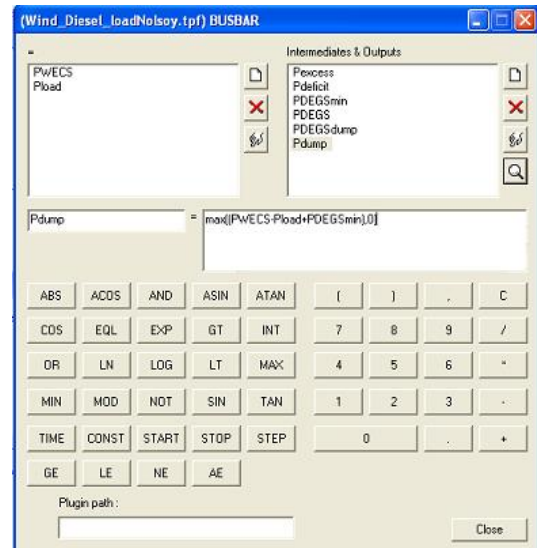 (Wind_Diesel_loadNolsoy.tpf) BUSBAR
=
Intermediates & Outputs
PWECS
Pload
Pexcess
Pdeficit
PDEGSmin
PDEGS
PDEGSdump
Pdump
Pdump = max((PWECS-Pload+PDEGSmin),0)
ABS ACOS AND ASIN ATAN ( ) , C
COS EQL EXP GT INT 7 8 9 /
OR LN LOG LT MAX 4 5 6 *
MIN MOD NOT SIN TAN 1 2 3 -
TIME CONST START STOP STEP 0 . +
GE LE NE AE
Plugin path :
Close